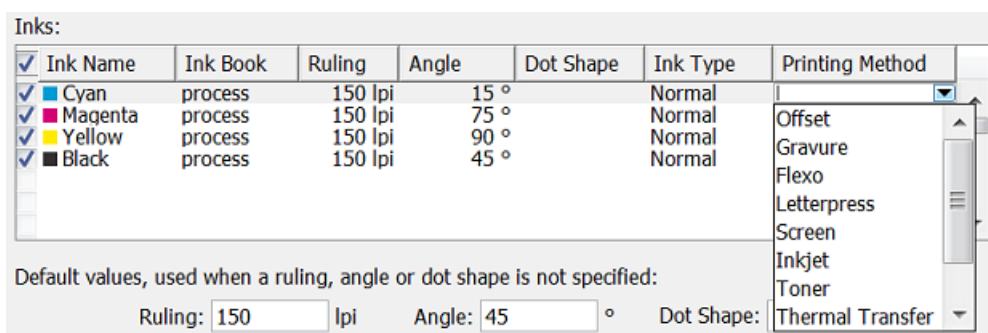 Inks:
Ink Name Ink Book Ruling Angle Dot Shape Ink Type Printing Method
Cyan process 150 lpi 15 ° Normal
Magenta process 150 lpi 75 ° Normal
Yellow process 150 lpi 90 ° Normal
Black process 150 lpi 45 ° Normal
Offset
Gravure
Flexo
Letterpress
Screen
Inkjet
Toner
Thermal Transfer
Default values, used when a ruling, angle or dot shape is not specified:
Ruling: 150 lpi Angle: 45 ° Dot Shape: